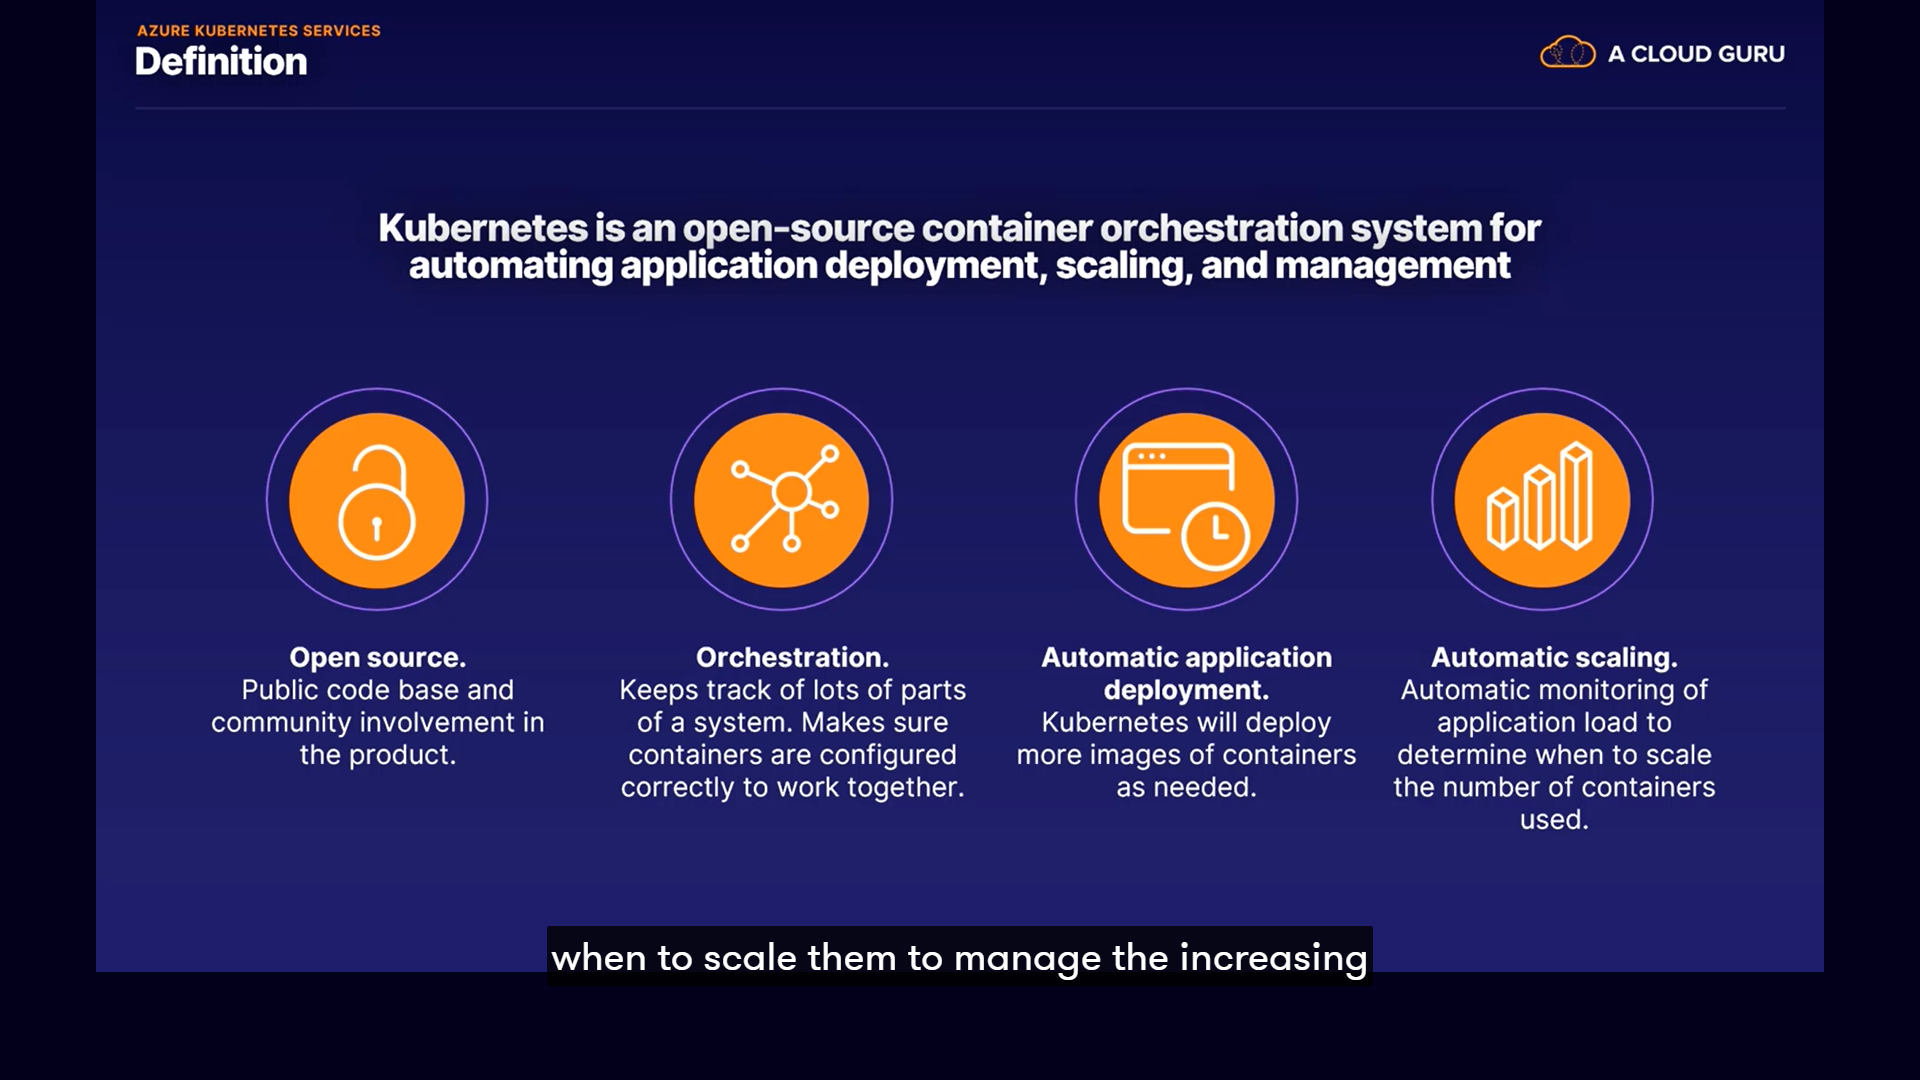 AZURE KUBERNETES SERVICES
Definition
A CLOUD GURU
Kubernetes is an open-source container orchestration system for
automating application deployment, scaling, and management
Open source.
Public code base and
community involvement in
the product.
Orchestration.
Keeps track of lots of parts
of a system. Makes sure
containers are configured
correctly to work together.
Automatic application
deployment.
Kubernetes will deploy
more images of containers
as needed.
Automatic scaling.
Automatic monitoring of
application load to
determine when to scale
the number of containers
used.
when to scale them to manage the increasing